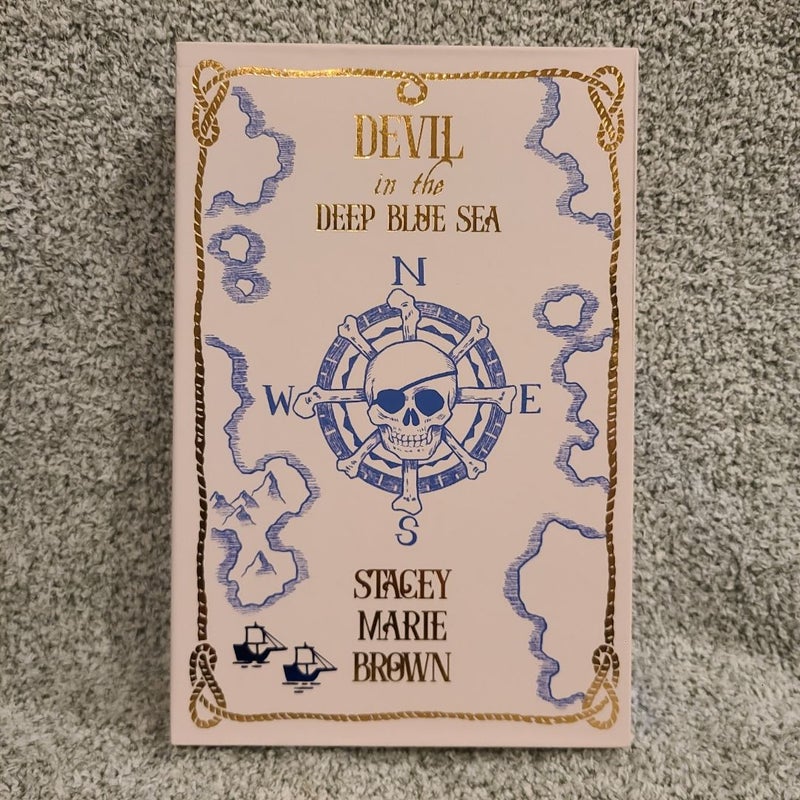 DEVIL
in the
DEEP BLUE SEA
N
W E
S
STACEY
MARIE
BROWN